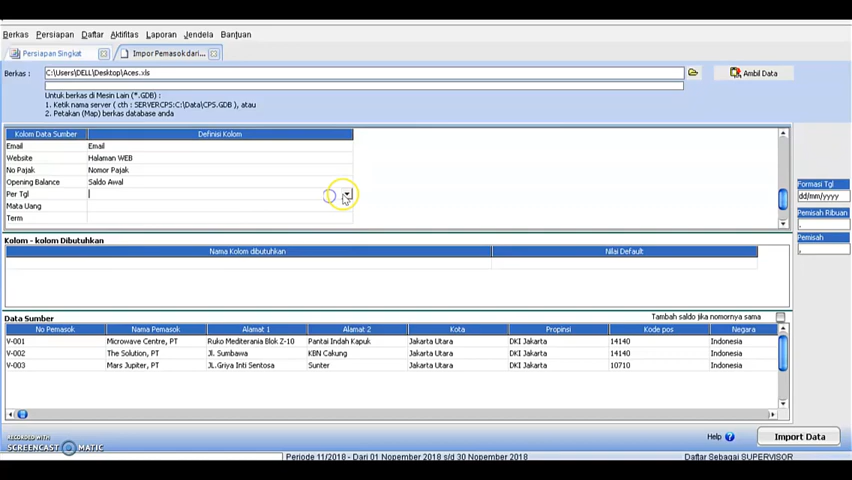 Berkas Persiapan Daftar Aktifitas Laporan Jendela Bantuan
Persiapan Singkat Impor Pemasok dari...
Berkas : C:\Users\DELL\Desktop\Aces.xls Ambil Data
Untuk berkas di Mesin Lain (*.GDB) :
1. Ketik nama server ( cth : SERVERCPS:C:\Data\CPS.GDB ), atau
2. Petakan (Map) berkas database anda
Kolom Data Sumber Definisi Kolom
Email Email
Website Halaman WEB
No Pajak Nomor Pajak
Opening Balance Saldo Awal
Per Tgl
Mata Uang
Term
Formasi Tgl
dd/mm/yyyy
Pemisah Ribuan
Pemisah
Kolom - kolom Dibutuhkan
Nama Kolom dibutuhkan Nilai Default
Data Sumber Tambah saldo jika nomornya sama
No Pemasok Nama Pemasok Alamat 1 Alamat 2 Kota Propinsi Kode pos Negara
V-001 Microwave Centre, PT Ruko Mediterania Blok Z-10 Pantai Indah Kapuk Jakarta Utara DKI Jakarta 14140 Indonesia
V-002 The Solution, PT Jl. Sumbawa KBN Cakung Jakarta Utara DKI Jakarta 14140 Indonesia
V-003 Mars Jupiter, PT JL.Griya Inti Sentosa Sunter Jakarta Utara DKI Jakarta 10710 Indonesia
Help ? Import Data
RECORDED WITH
SCREENCAST MATIC
Periode 11/2018 - Dari 01 Nopember 2018 s/d 30 Nopember 2018 Daftar Sebagai SUPERVISOR